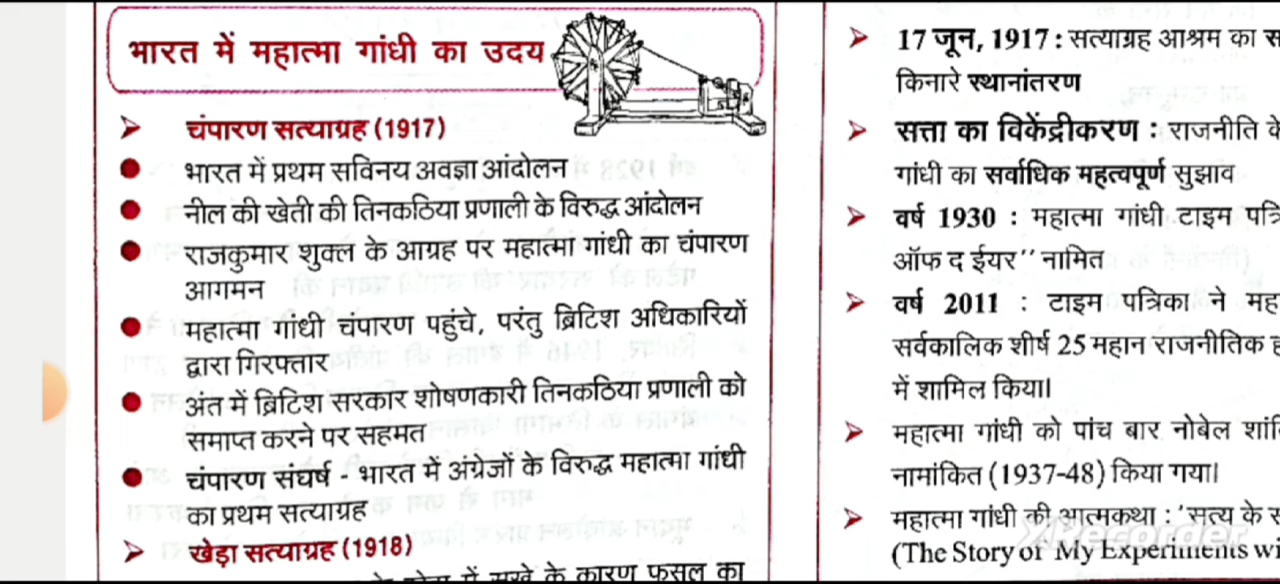 भारत में महात्मा गांधी का उदय
➤ चंपारण सत्याग्रह (1917)
● भारत में प्रथम सविनय अवज्ञा आंदोलन
● नील की खेती की तिनकठिया प्रणाली के विरुद्ध आंदोलन
● राजकुमार शुक्ल के आग्रह पर महात्मा गांधी का चंपारण
आगमन
● महात्मा गांधी चंपारण पहुंचे, परंतु ब्रिटिश अधिकारियों
द्वारा गिरफ्तार
● अंत में ब्रिटिश सरकार शोषणकारी तिनकठिया प्रणाली को
समाप्त करने पर सहमत
● चंपारण संघर्ष - भारत में अंग्रेजों के विरुद्ध महात्मा गांधी
का प्रथम सत्याग्रह
➤ खेड़ा सत्याग्रह (1918)
में सूखे के कारण फसल का
➤ 17 जून, 1917 : सत्याग्रह आश्रम का
किनारे स्थानांतरण
➤ सत्ता का विकेंद्रीकरण : राजनीति के
गांधी का सर्वाधिक महत्वपूर्ण सुझाव
➤ वर्ष 1930 : महात्मा गांधी टाइम
ऑफ द ईयर'' नामित
➤ वर्ष 2011 : टाइम पत्रिका ने
सर्वकालिक शीर्ष 25 महान राजनीतिक
में शामिल किया।
➤ महात्मा गांधी को पांच बार नोबेल
नामांकित (1937-48) किया गया।
➤ महात्मा गांधी की आत्मकथा : 'सत्य के
(The Story of My Experiments
XRecorder